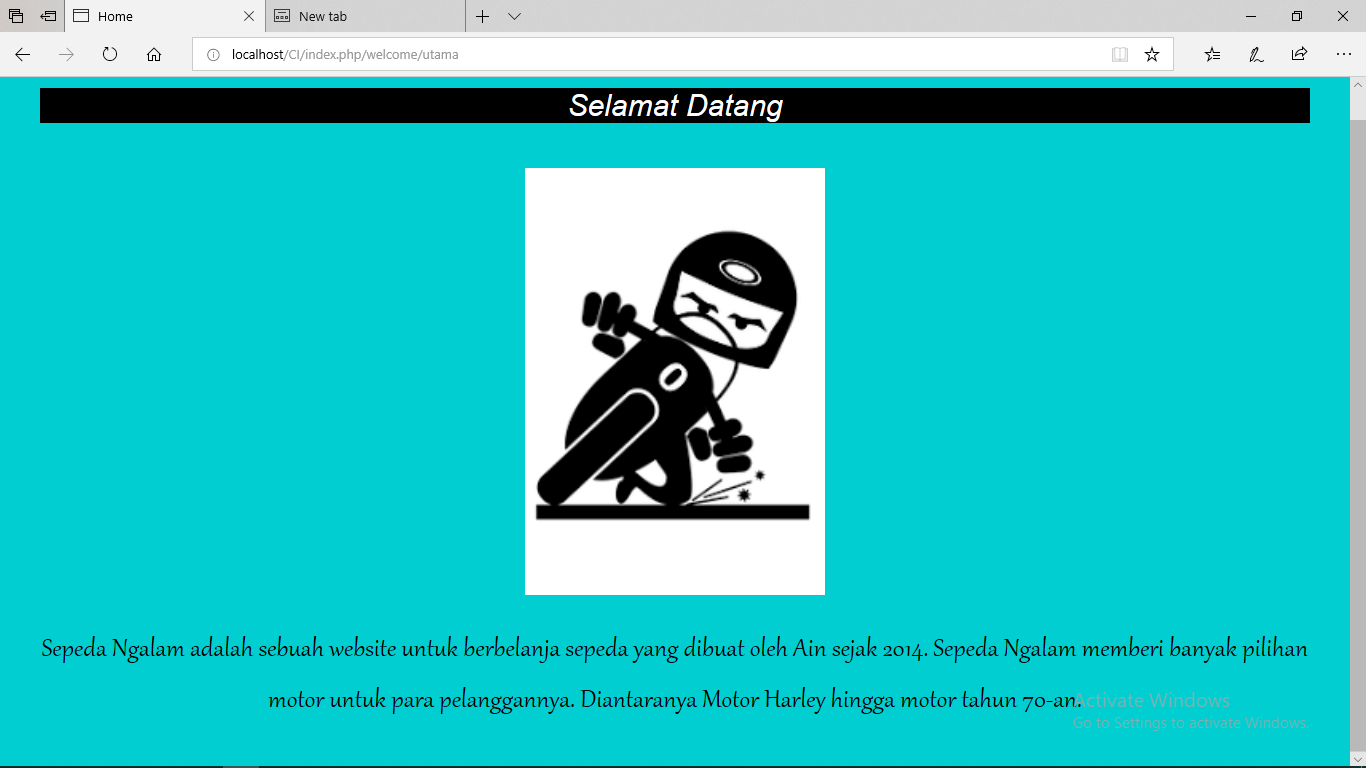 Home
New tab
localhost/CI/index.php/welcome/utama
Selamat Datang
0
Sepeda Ngalam adalah sebuah website untuk berbelanja sepeda yang dibuat oleh Ain sejak 2014. Sepeda Ngalam memberi banyak pilihan
motor untuk para pelanggannya. Diantaranya Motor Harley hingga motor tahun 70-an.
Activate Windows
Go to Settings to activate Windows.